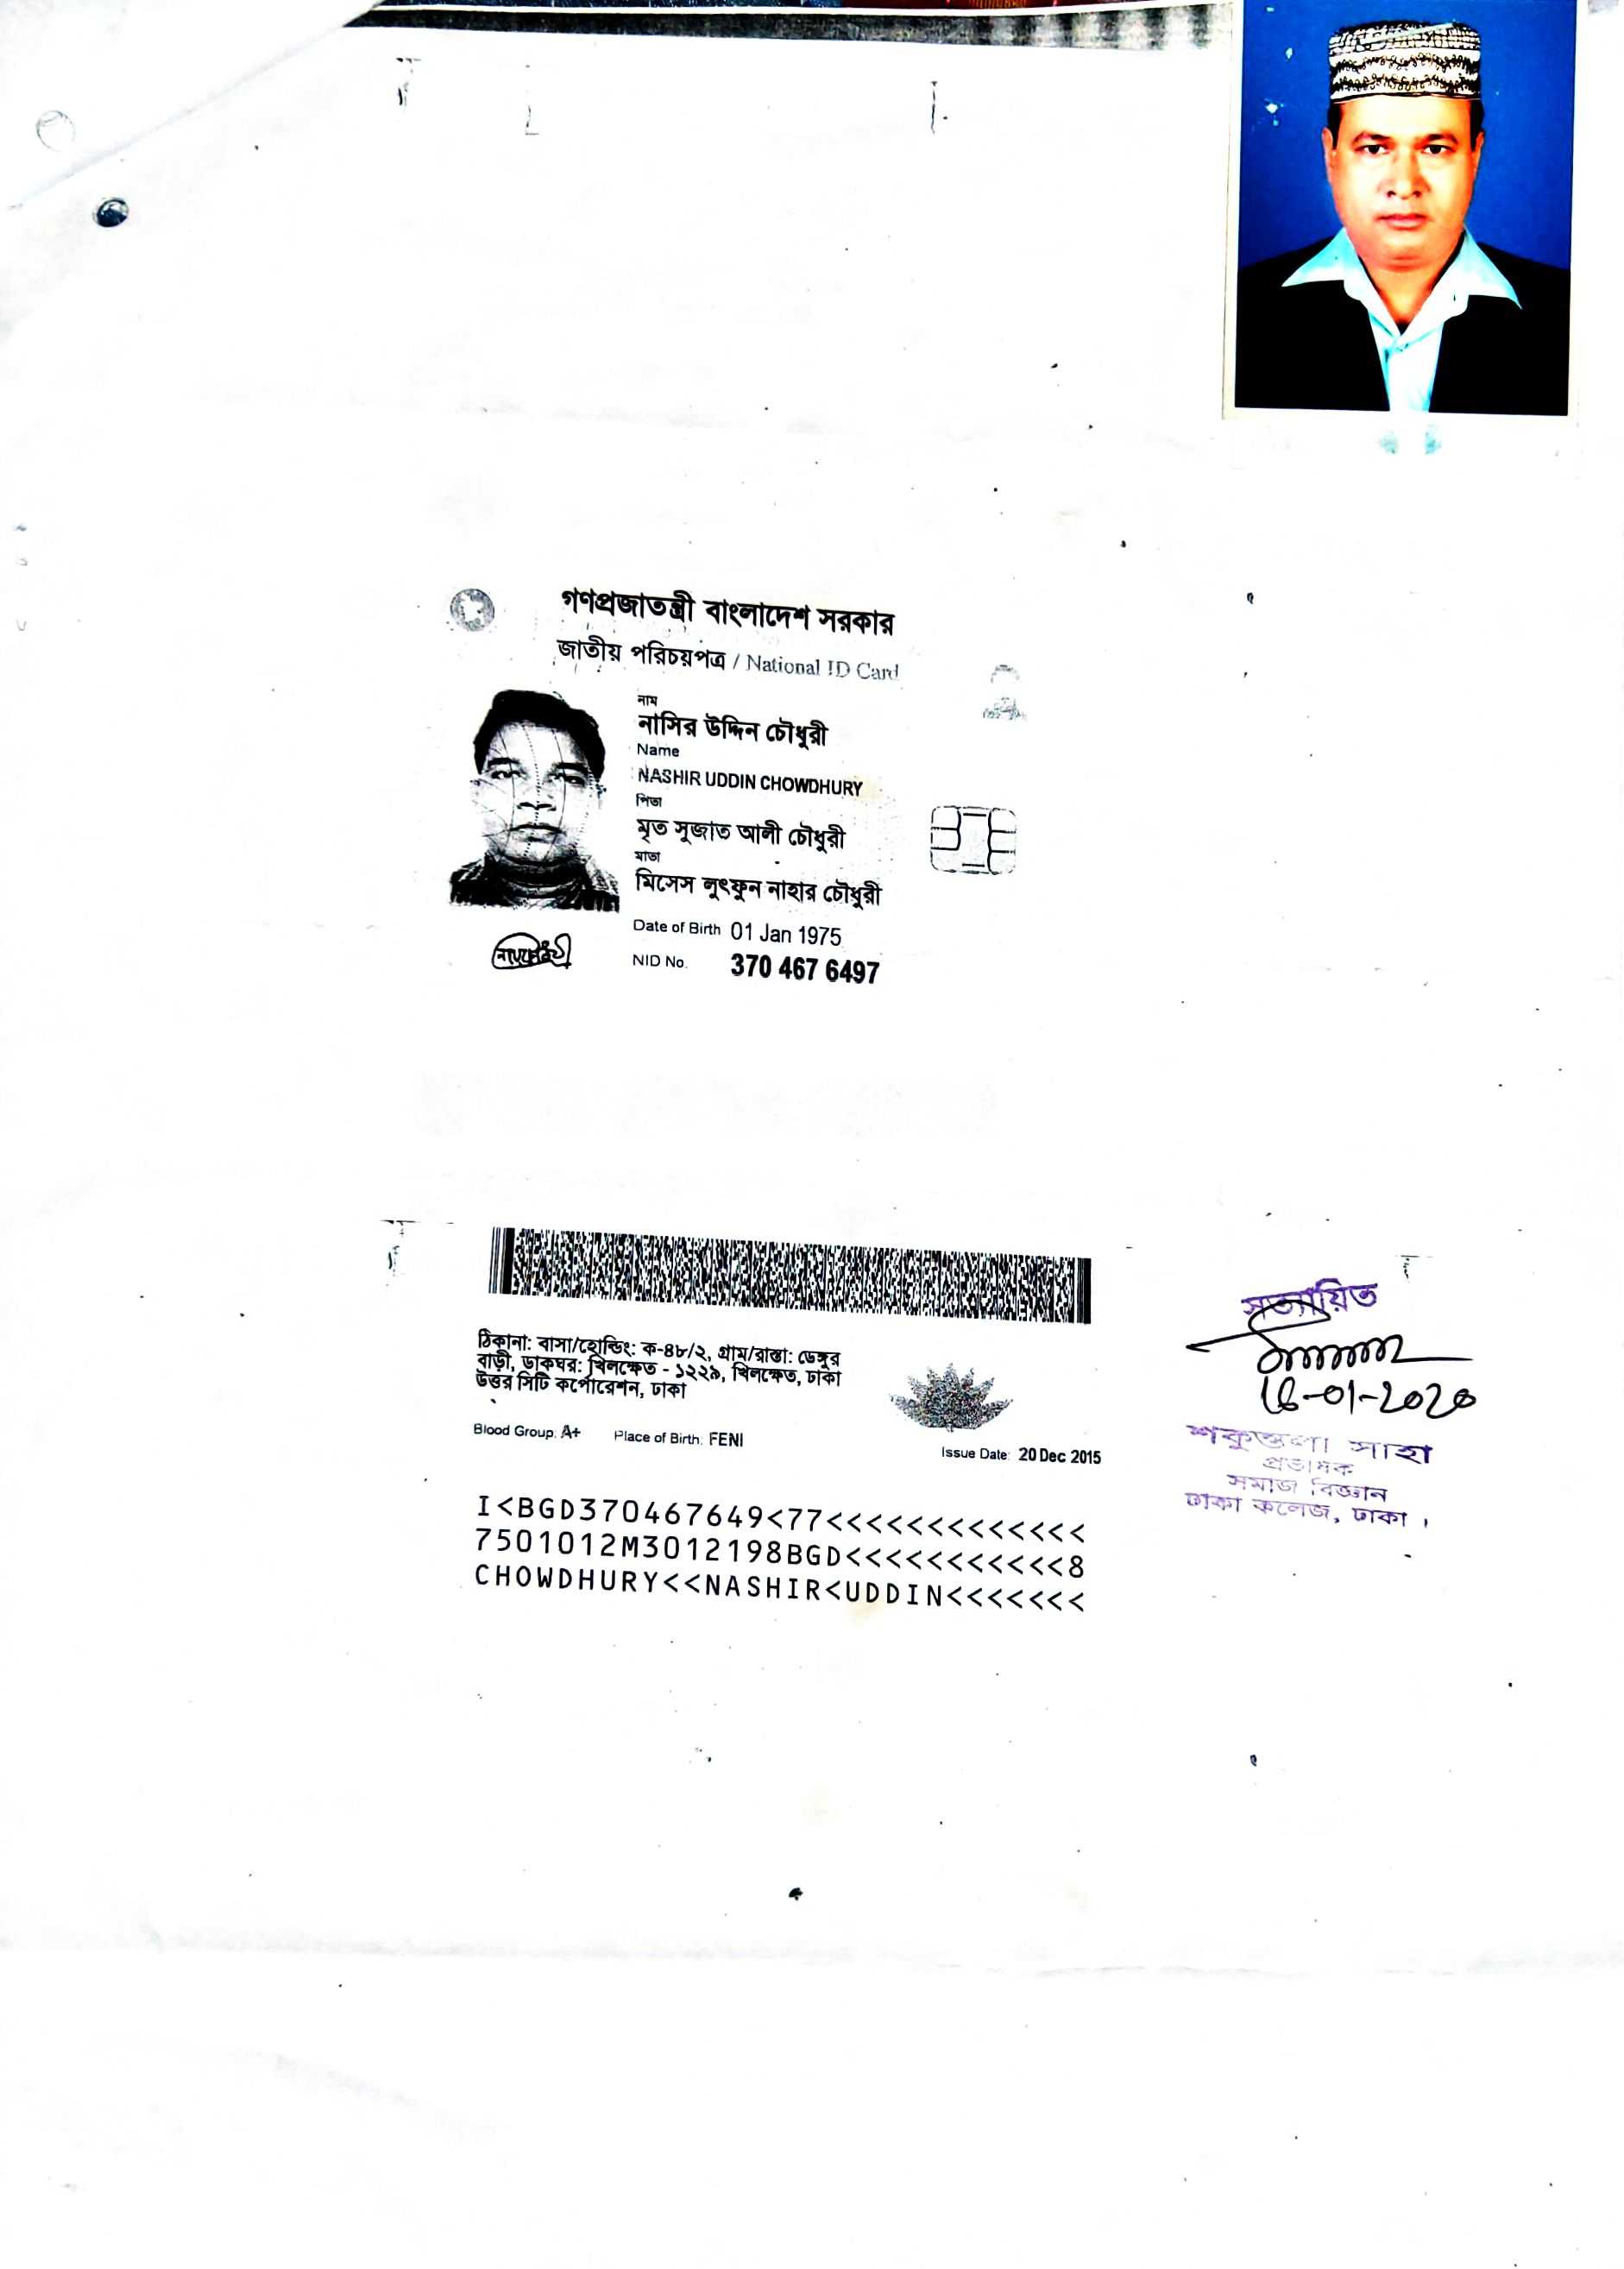 গণপ্রজাতন্ত্রী বাংলাদেশ সরকার
জাতীয় পরিচয়পত্র / National ID Card
নাম
নাসির উদ্দিন চৌধুরী
Name
NASHIR UDDIN CHOWDHURY
পিতা
মৃত সুজাত আলী চৌধুরী
মাতা
মিসেস লুৎফুন নাহার চৌধুরী
Date of Birth 01 Jan 1975
NID No. 370 467 6497
ঠিকানা: বাসা/হোল্ডিং: ক-৪৮/২, গ্রাম/রাস্তা: ডেঙ্গুর
বাড়ী, ডাকঘর: খিলক্ষেত - ১২২৯, খিলক্ষেত, ঢাকা
উত্তর সিটি কর্পোরেশন, ঢাকা
Blood Group: A+ Place of Birth: FENI
Issue Date: 20 Dec 2015
I<BGD370467649<77<<<<<<<<<<<<<
7501012M3012198BGD<<<<<<<<<<<8
CHOWDHURY<<NASHIR<UDDIN<<<<<<<
সত্যায়িত
-01-2020
শকুন্তলা সাহা
প্রভাষক
সমাজ বিজ্ঞান
ঢাকা কলেজ, ঢাকা ।